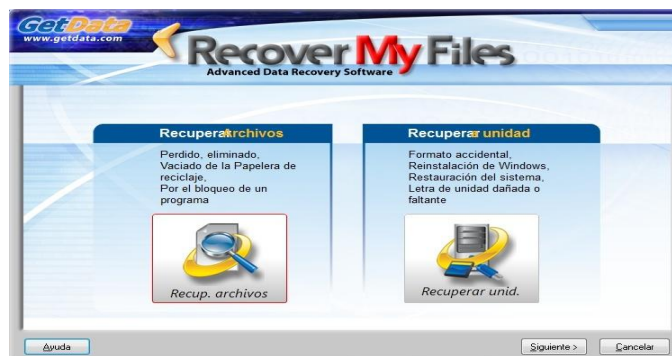 GetData
www.getdata.com
Recover My Files
Advanced Data Recovery Software
Recuperar Archivos
Perdido, eliminado,
Vaciado de la Papelera de
reciclaje,
Por el bloqueo de un
programa
Recup. archivos
Recuperar unidad
Formato accidental,
Reinstalación de Windows,
Restauración del sistema,
Letra de unidad dañada o
faltante
Recuperar unid.
Ayuda
Siguiente >
Cancelar